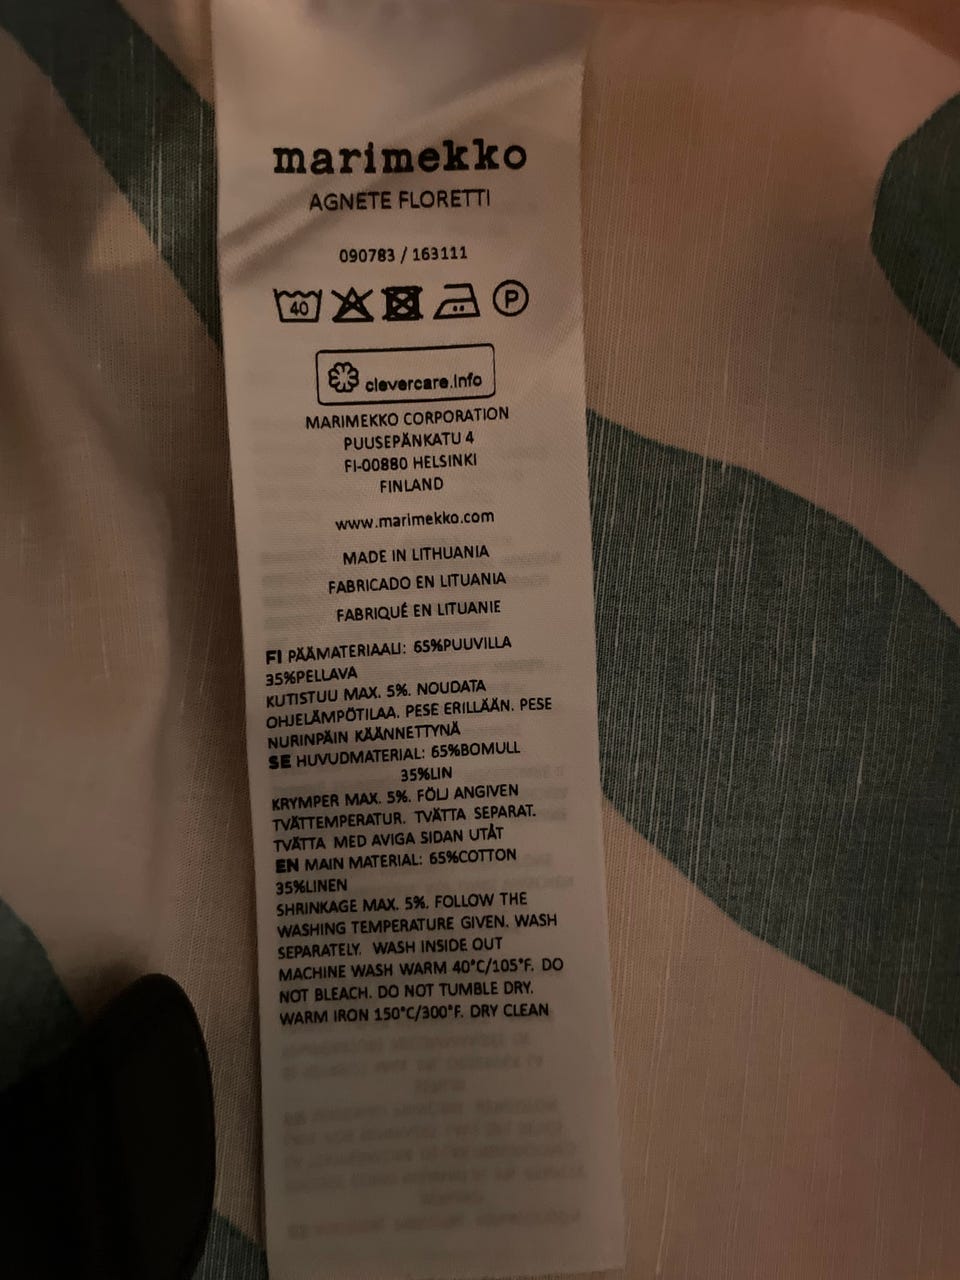 marimekko
AGNETE FLORETTI
090783 / 163111
40 P
clevercare.info
MARIMEKKO CORPORATION
PUUSEPÄNKATU 4
FI-00880 HELSINKI
FINLAND
www.marimekko.com
MADE IN LITHUANIA
FABRICADO EN LITUANIA
FABRIQUÉ EN LITUANIE
FI PÄÄMATERIAALI: 65%PUUVILLA
35%PELLAVA
KUTISTUU MAX. 5%. NOUDATA
OHJELÄMPÖTILAA. PESE ERILLÄÄN. PESE
NURINPÄIN KÄÄNNETTYNÄ
SE HUVUDMATERIAL: 65%BOMULL
35%LIN
KRYMPER MAX. 5%. FÖLJ ANGIVEN
TVÄTTEMPERATUR. TVÄTTA SEPARAT.
TVÄTTA MED AVIGA SIDAN UTÅT
EN MAIN MATERIAL: 65%COTTON
35%LINEN
SHRINKAGE MAX. 5%. FOLLOW THE
WASHING TEMPERATURE GIVEN. WASH
SEPARATELY. WASH INSIDE OUT
MACHINE WASH WARM 40°C/105°F. DO
NOT BLEACH. DO NOT TUMBLE DRY.
WARM IRON 150°C/300°F. DRY CLEAN